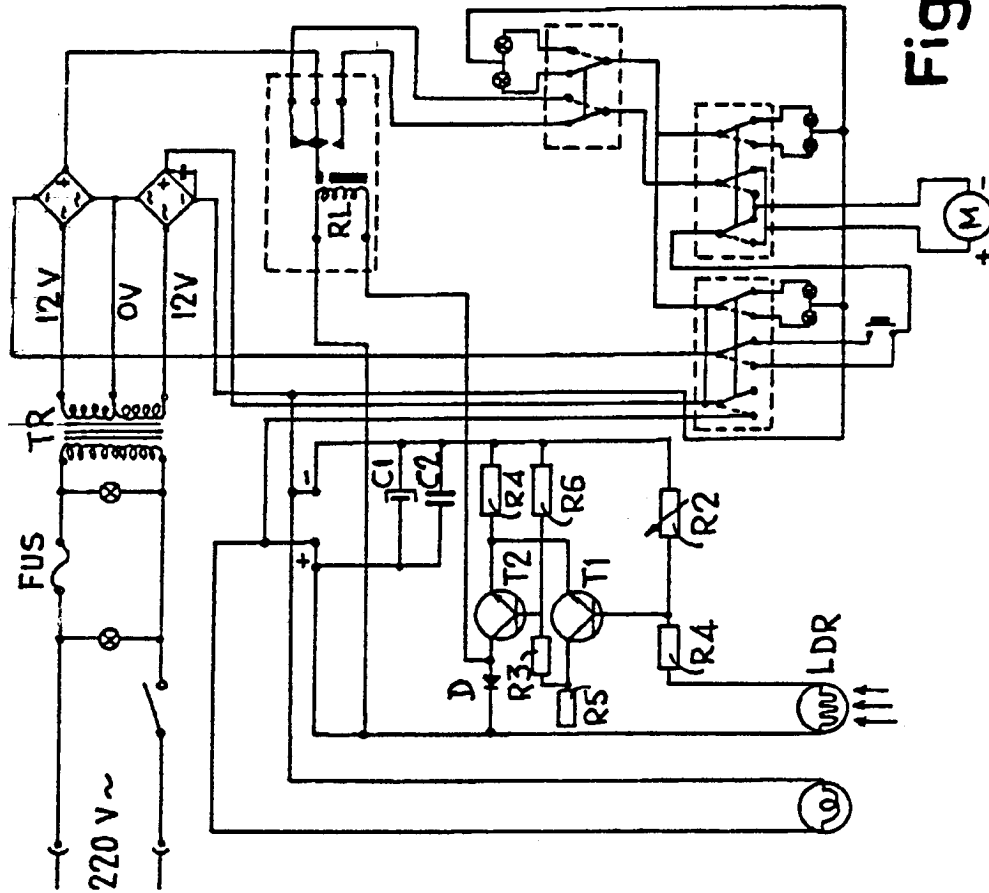 Fig
220 V ~
FUS
TR
12V
0V
12V
RL
+
-
C1
C2
R4
R6
R2
T2
T1
D
R3
R5
R4
LDR
M
+
-
+
+
~
~
~
~